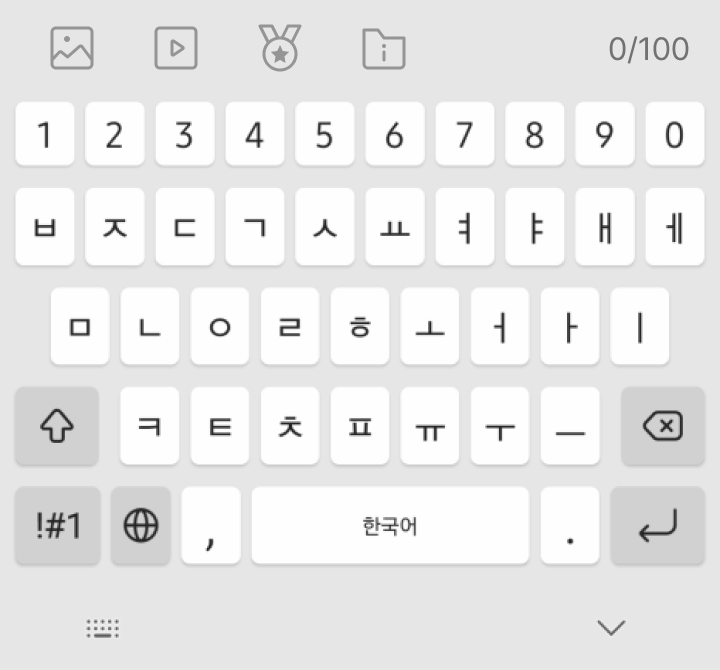 0/100
1 2 3 4 5 6 7 8 9 0
ㅂ ㅈ ㄷ ㄱ ㅅ ㅛ ㅕ ㅑ ㅐ ㅔ
ㅁ ㄴ ㅇ ㄹ ㅎ ㅗ ㅓ ㅏ ㅣ
ㅋ ㅌ ㅊ ㅍ ㅠ ㅜ ㅡ
!#1 , 한국어 .